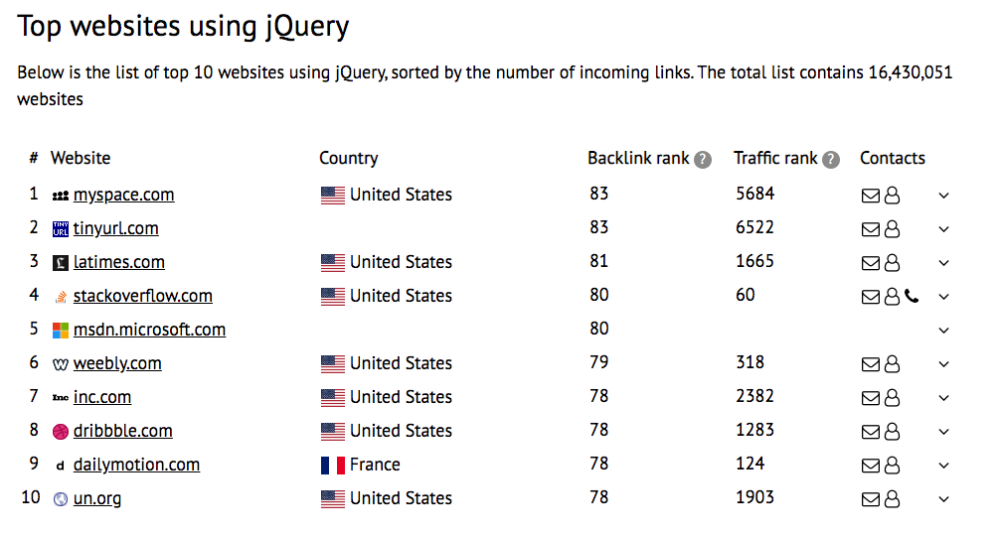 Top websites using jQuery
Below is the list of top 10 websites using jQuery, sorted by the number of incoming links. The total list contains 16,430,051
websites
# Website Country Backlink rank ? Traffic rank ? Contacts
1 myspace.com United States 83 5684
2 TINY URL tinyurl.com 83 6522
3 L latimes.com United States 81 1665
4 stackoverflow.com United States 80 60
5 msdn.microsoft.com 80
6 W weebly.com United States 79 318
7 Inc inc.com United States 78 2382
8 dribbble.com United States 78 1283
9 d dailymotion.com France 78 124
10 un.org United States 78 1903